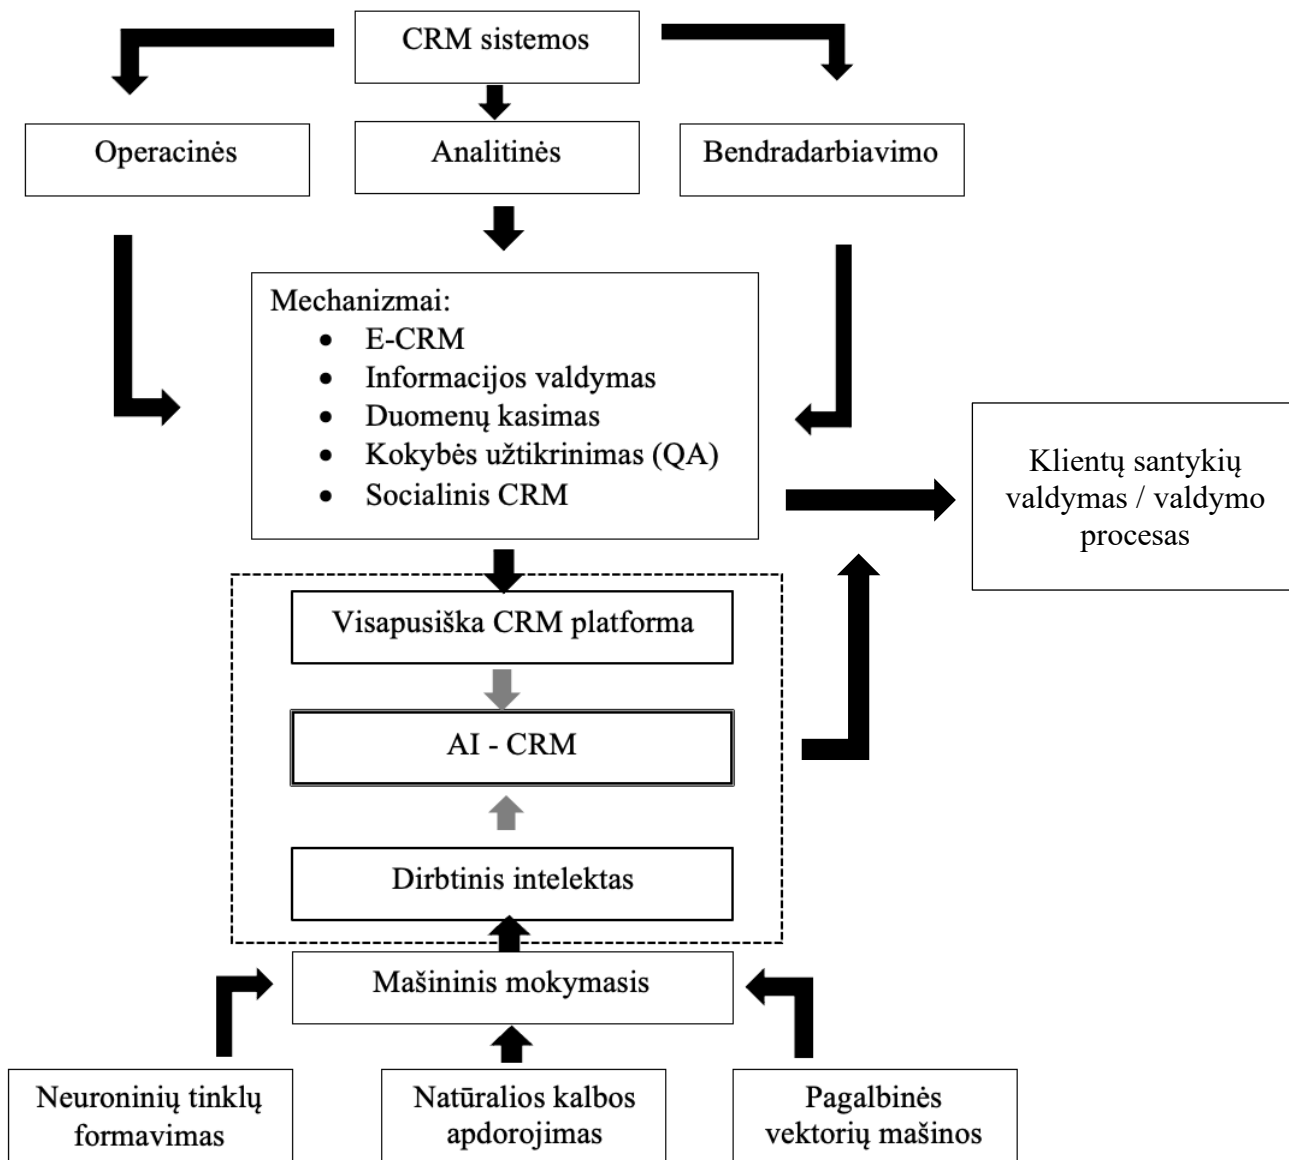 CRM sistemos
Operacinės
Analitinės
Bendradarbiavimo
Mechanizmai:
• E-CRM
• Informacijos valdymas
• Duomenų kasimas
• Kokybės užtikrinimas (QA)
• Socialinis CRM
Klientų santykių
valdymas / valdymo
procesas
Visapusiška CRM platforma
AI - CRM
Dirbtinis intelektas
Mašininis mokymasis
Neuroninių tinklų
formavimas
Natūralios kalbos
apdorojimas
Pagalbinės
vektorių mašinos